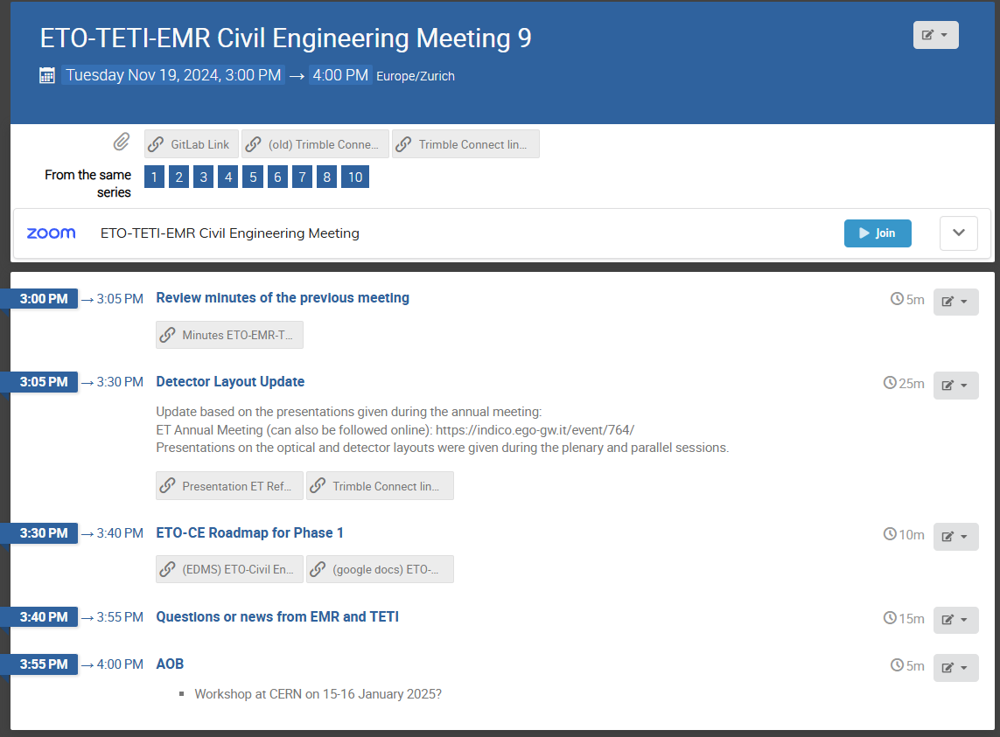 ETO-TETI-EMR Civil Engineering Meeting 9
Tuesday Nov 19, 2024, 3:00 PM → 4:00 PM Europe/Zurich
GitLab Link (old) Trimble Conne... Trimble Connect lin...
From the same
series
1 2 3 4 5 6 7 8 10
zoom ETO-TETI-EMR Civil Engineering Meeting Join
3:00 PM → 3:05 PM Review minutes of the previous meeting 5m
Minutes ETO-EMR-T...
3:05 PM → 3:30 PM Detector Layout Update 25m
Update based on the presentations given during the annual meeting:
ET Annual Meeting (can also be followed online): https://indico.ego-gw.it/event/764/
Presentations on the optical and detector layouts were given during the plenary and parallel sessions.
Presentation ET Ref... Trimble Connect lin...
3:30 PM → 3:40 PM ETO-CE Roadmap for Phase 1 10m
(EDMS) ETO-Civil En... (google docs) ETO-...
3:40 PM → 3:55 PM Questions or news from EMR and TETI 15m
3:55 PM → 4:00 PM AOB 5m
▪ Workshop at CERN on 15-16 January 2025?